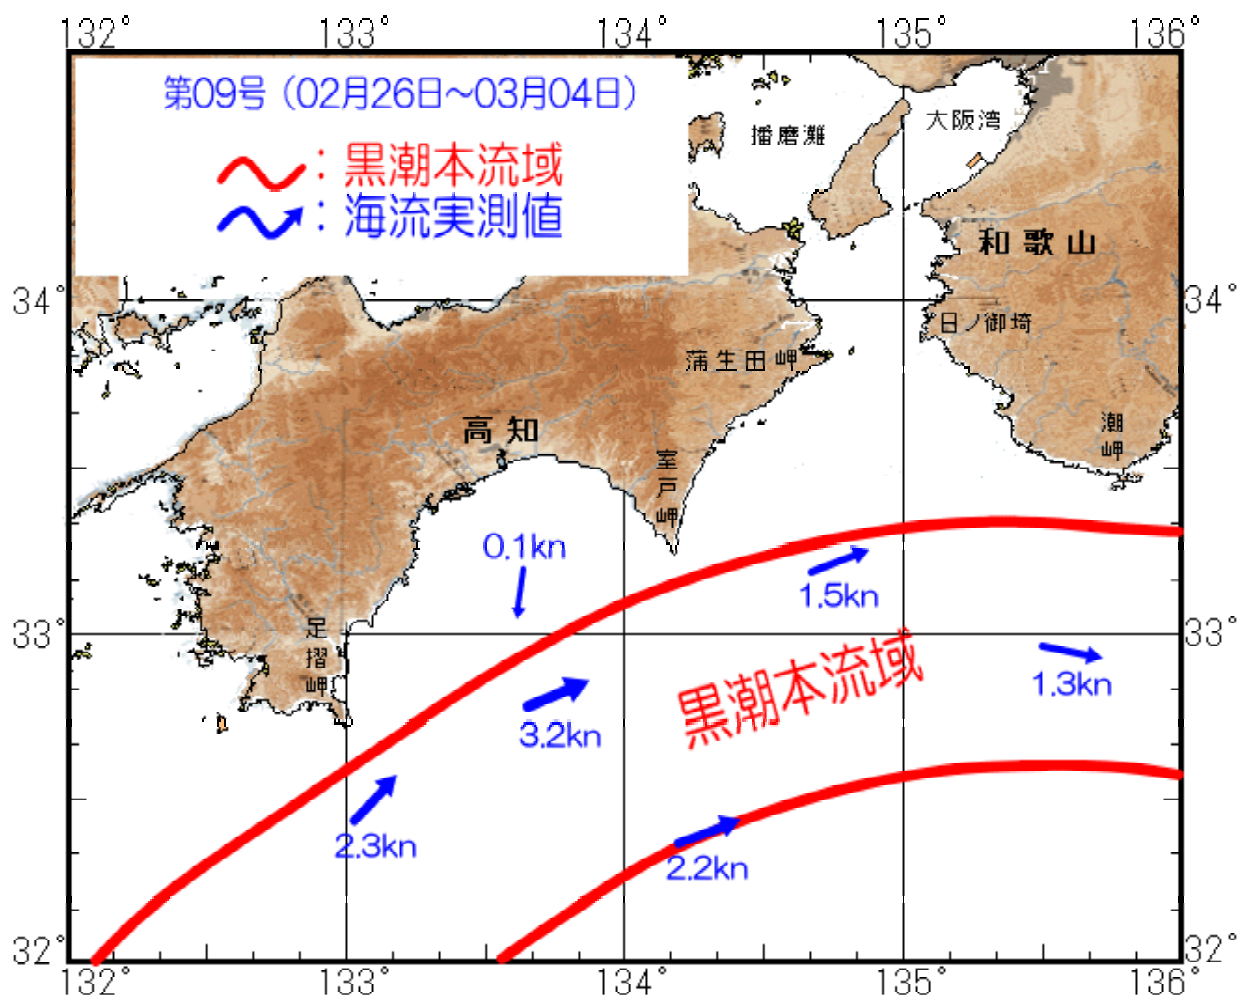 132° 133° 134° 135° 136°
第09号（02月26日～03月04日）
：黒潮本流域
：海流実測値
大阪湾
播磨灘
和歌山
34° 34°
日ノ御埼
蒲生田岬
潮岬
高知
室戸岬
0.1kn
1.5kn
足摺岬
33° 33°
黒潮本流域
1.3kn
3.2kn
2.3kn
2.2kn
32° 32°
132° 133° 134° 135° 136°